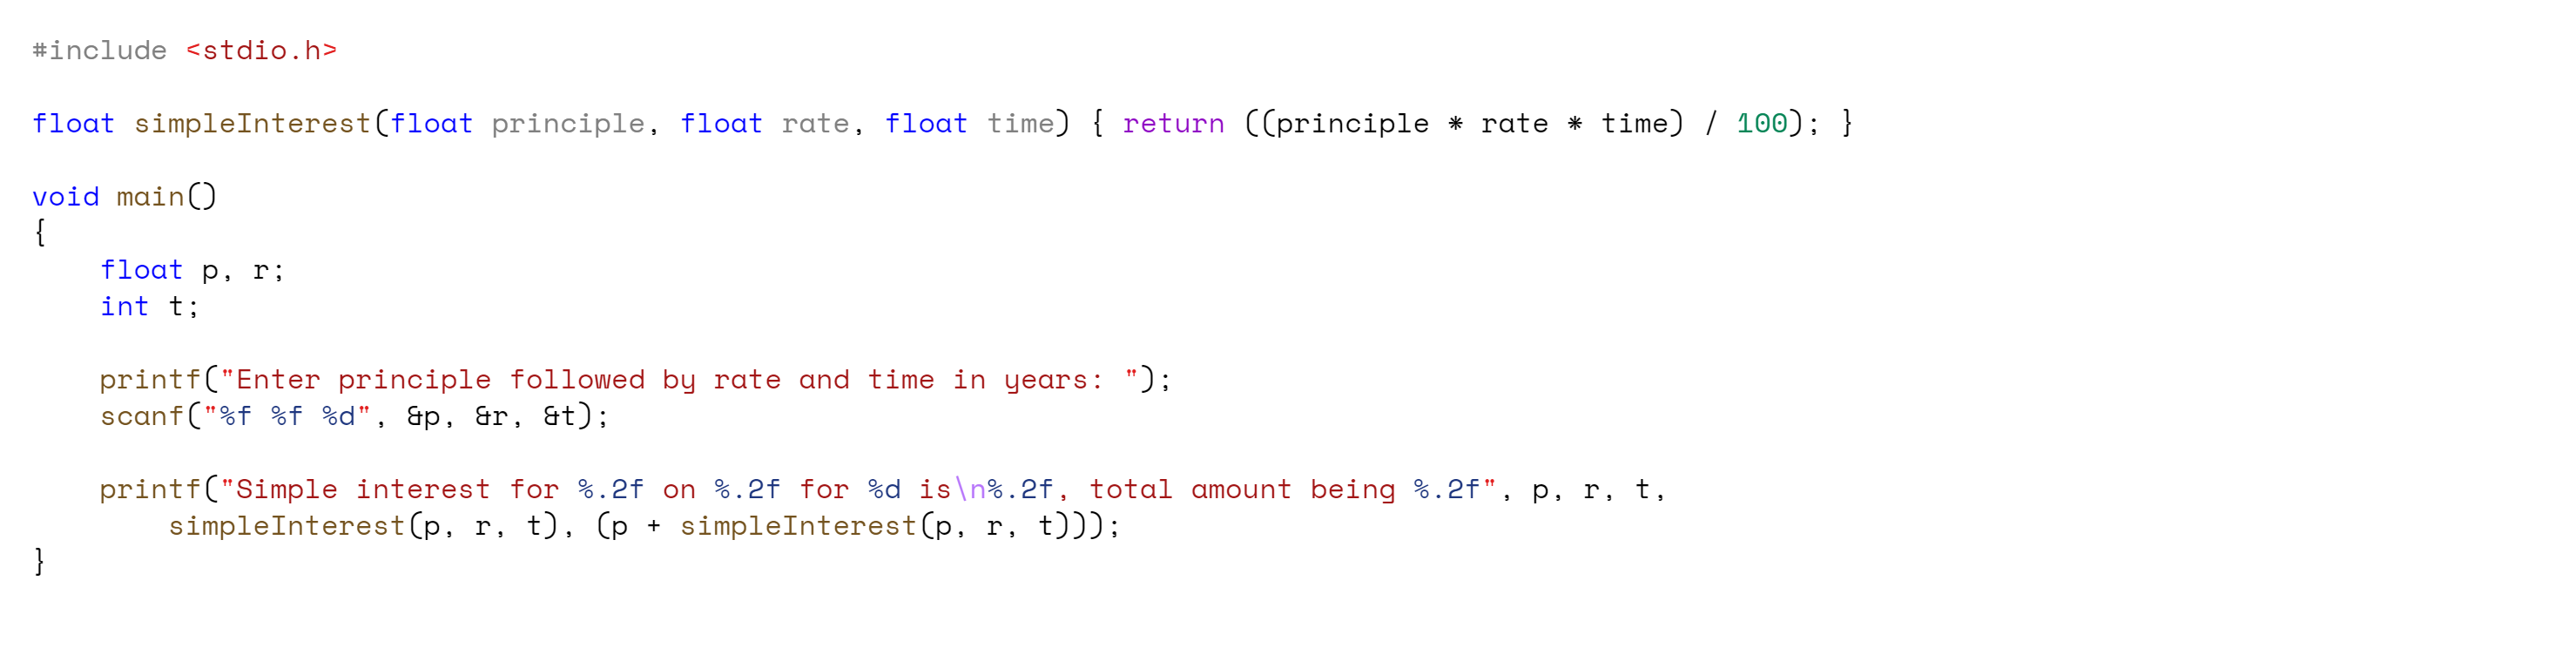 #include <stdio.h>
float simpleInterest(float principle, float rate, float time) { return ((principle * rate * time) / 100); }
void main()
{
    float p, r;
    int t;
    printf("Enter principle followed by rate and time in years: ");
    scanf("%f %f %d", &p, &r, &t);
    printf("Simple interest for %.2f on %.2f for %d is\n%.2f, total amount being %.2f", p, r, t,
        simpleInterest(p, r, t), (p + simpleInterest(p, r, t)));
}